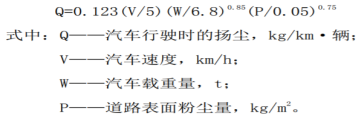 Q=0.123(V/5)(W/6.8)⁰·⁸⁵(P/0.05)⁰·⁷⁵
式中：Q——汽车行驶时的扬尘，kg/km·辆；
V——汽车速度，km/h；
W——汽车载重量，t；
P——道路表面粉尘量，kg/m²。